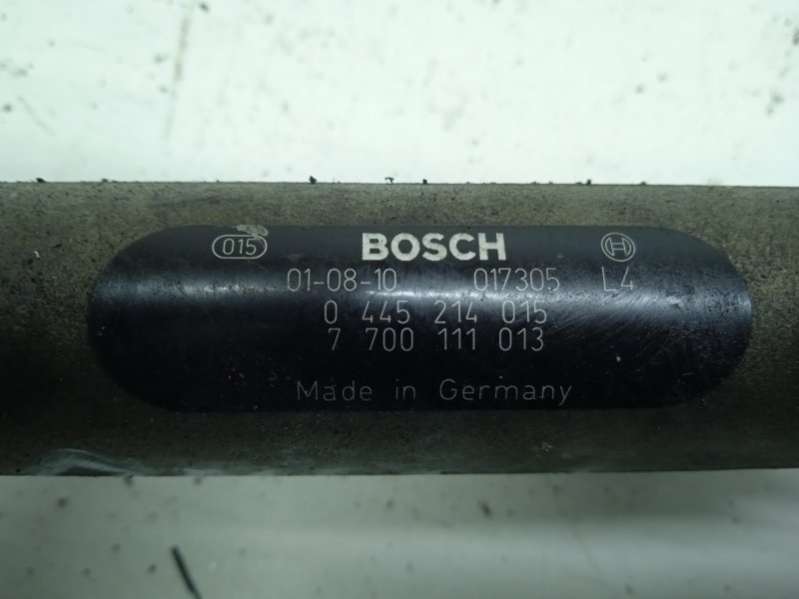 015 BOSCH
01-08-10 017305 L4
0 445 214 015
7 700 111 013
Made in Germany